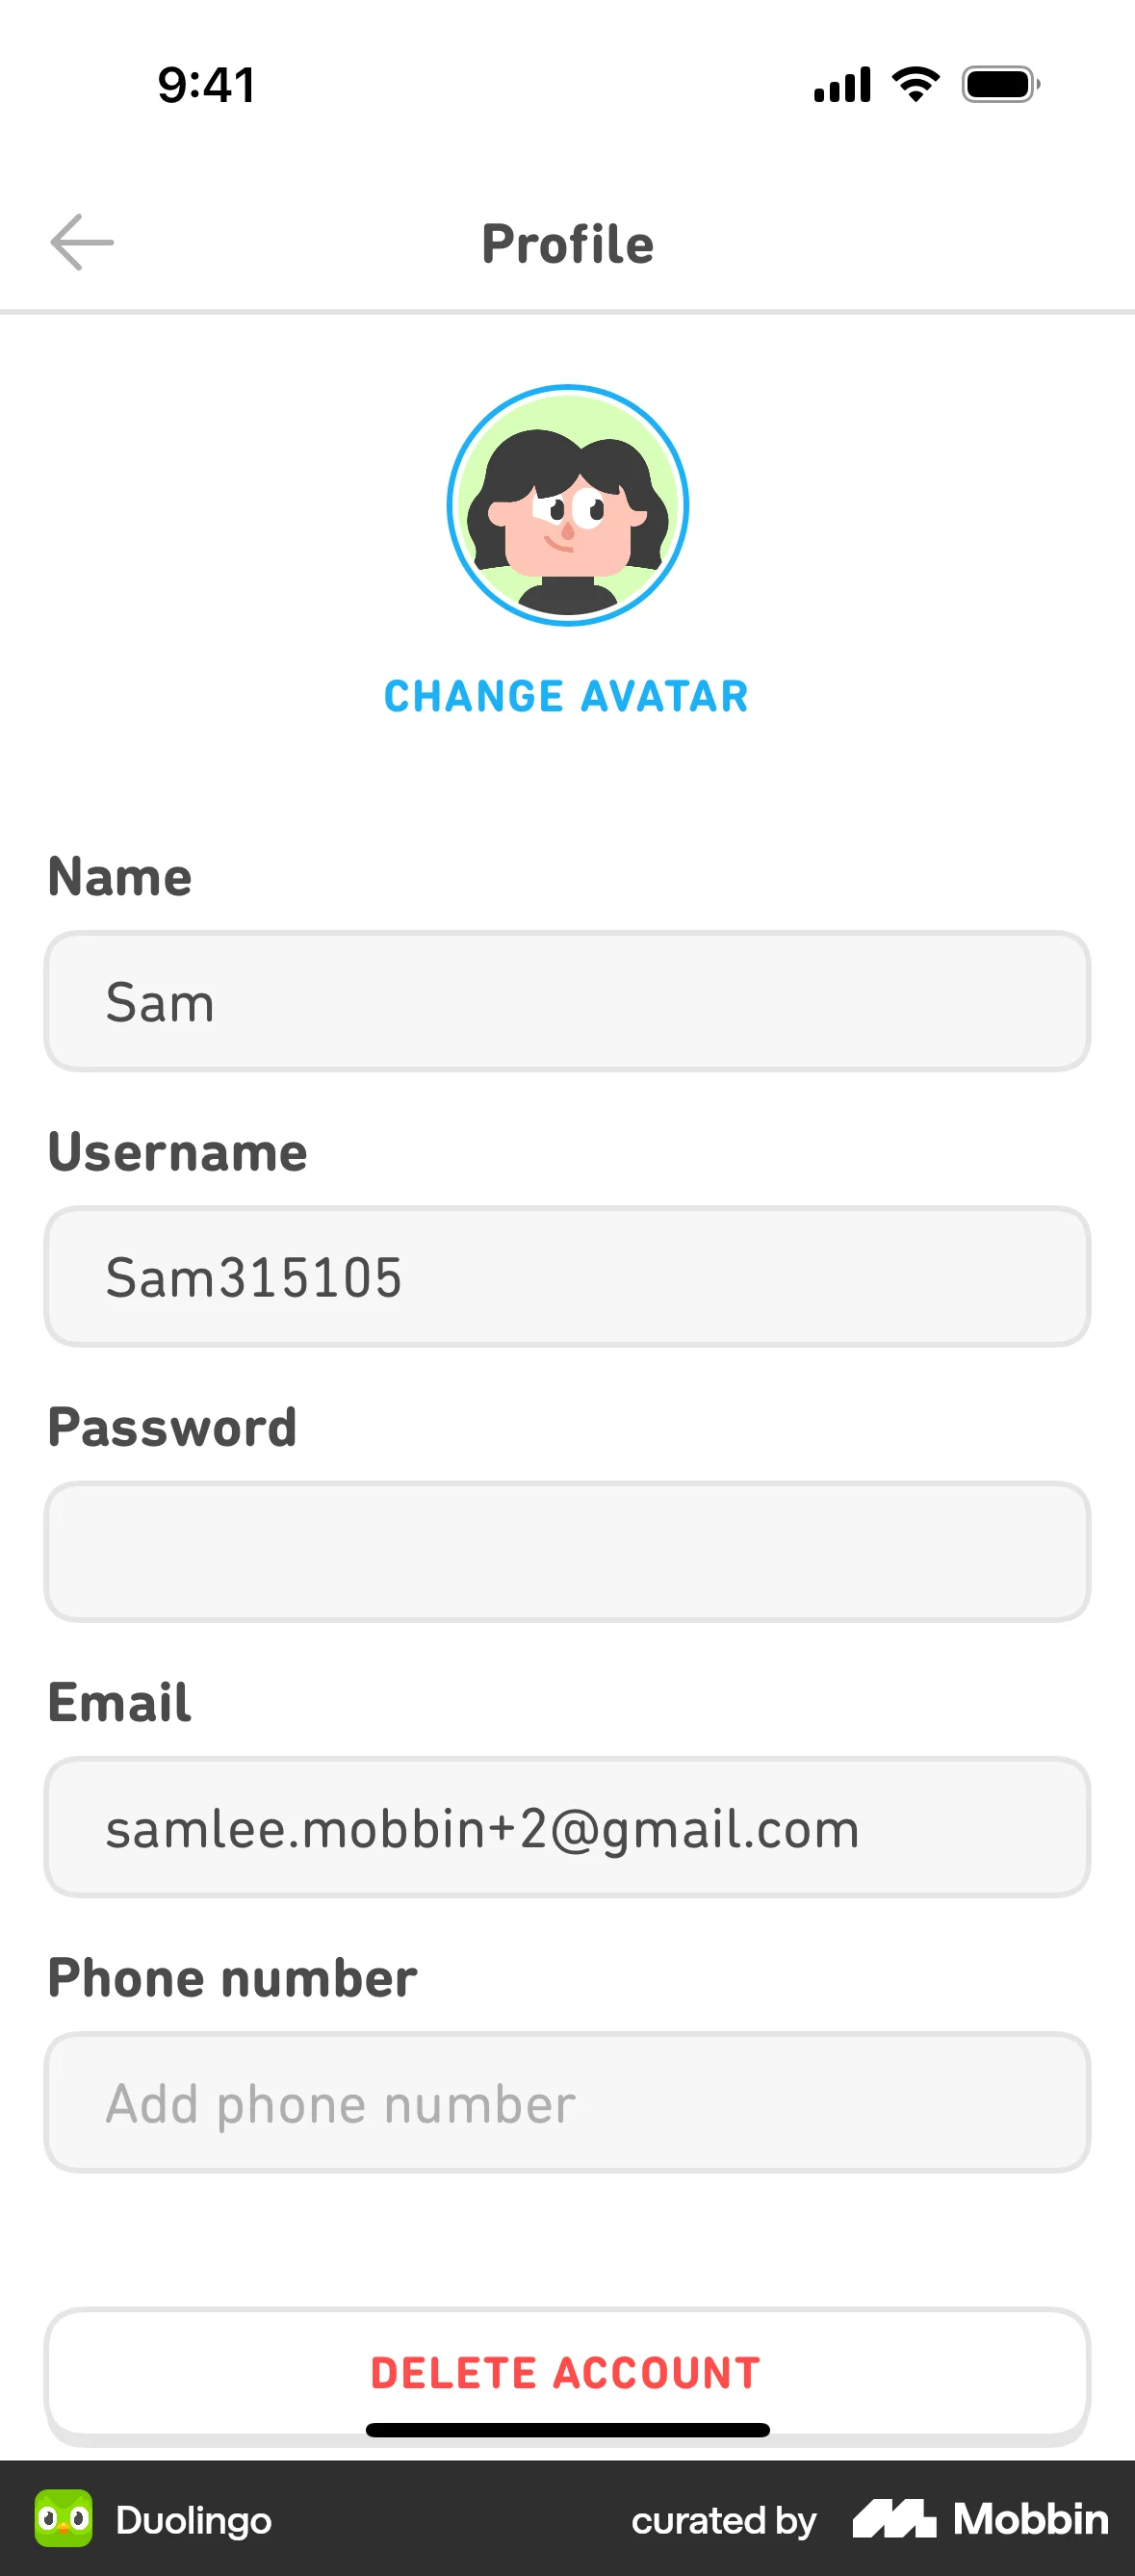 9:41
Profile
CHANGE AVATAR
Name
Sam
Username
Sam315105
Password
Email
samlee.mobbin+2@gmail.com
Phone number
Add phone number
DELETE ACCOUNT
Duolingo
curated by Mobbin